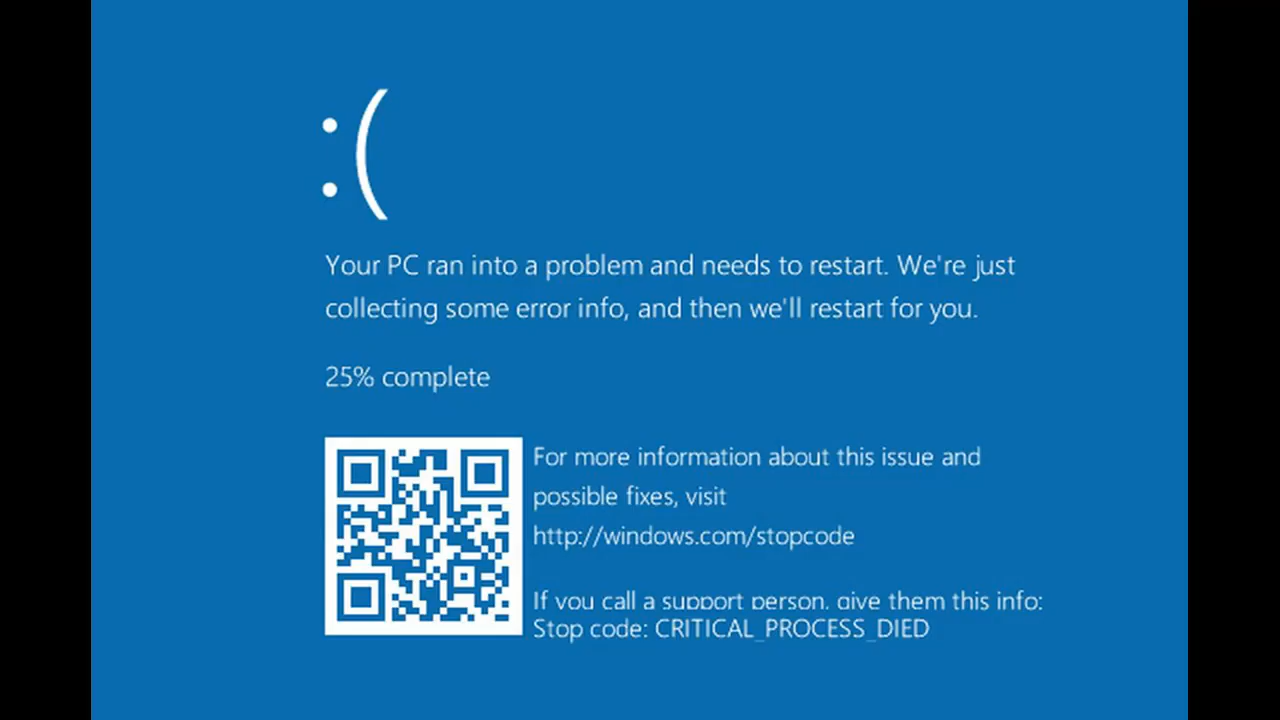 :(
Your PC ran into a problem and needs to restart. We're just
collecting some error info, and then we'll restart for you.
25% complete
For more information about this issue and
possible fixes, visit
http://windows.com/stopcode
If you call a support person, give them this info:
Stop code: CRITICAL_PROCESS_DIED